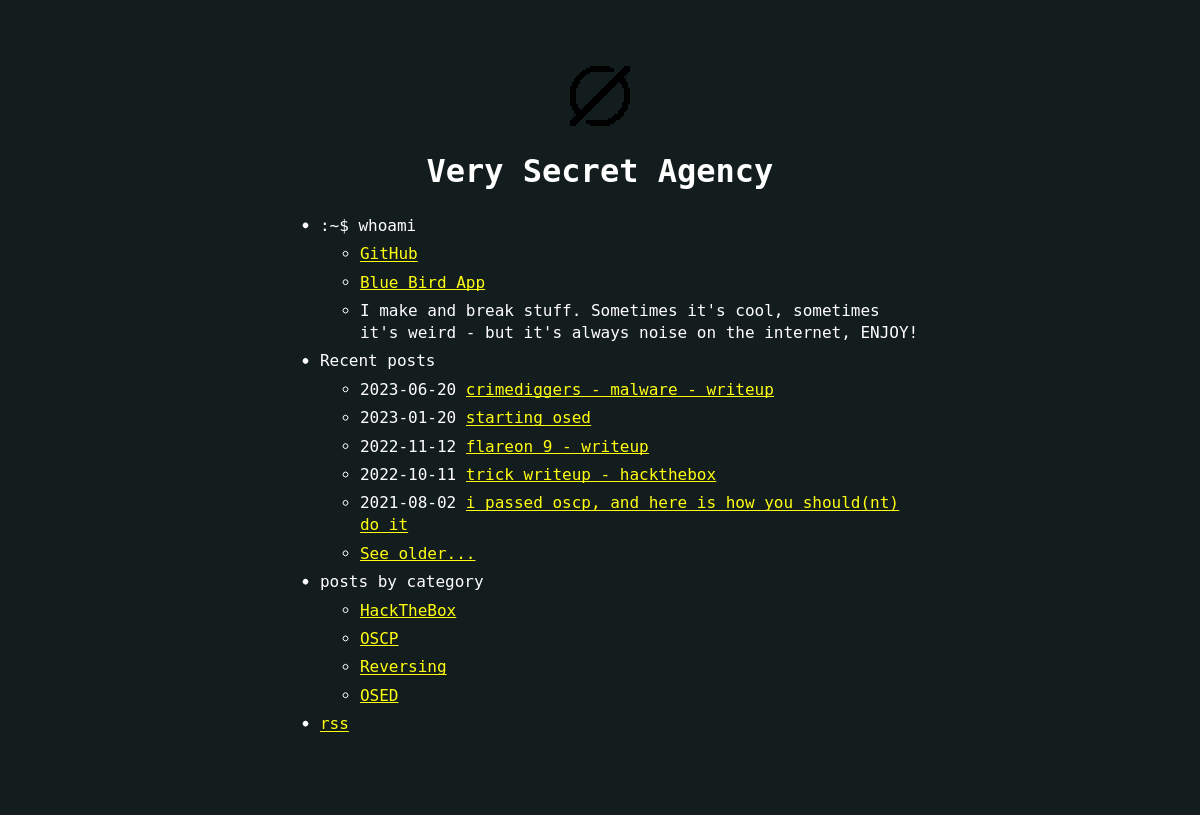 Very Secret Agency
:~$ whoami
GitHub
Blue Bird App
I make and break stuff. Sometimes it's cool, sometimes
it's weird - but it's always noise on the internet, ENJOY!
Recent posts
2023-06-20 crimediggers - malware - writeup
2023-01-20 starting osed
2022-11-12 flareon 9 - writeup
2022-10-11 trick writeup - hackthebox
2021-08-02 i passed oscp, and here is how you should(nt)
do it
See older...
posts by category
HackTheBox
OSCP
Reversing
OSED
rss